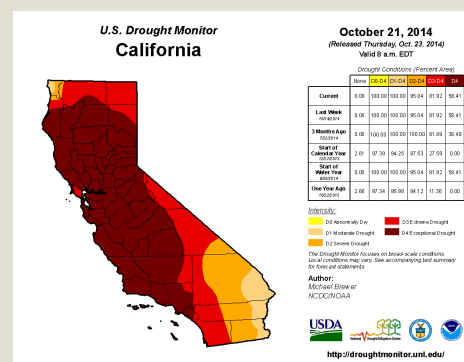 U.S. Drought Monitor
California
October 21, 2014
(Released Thursday, Oct. 23, 2014)
Valid 8 a.m. EDT
Drought Conditions (Percent Area)
None D0-D4 D1-D4 D2-D4 D3-D4 D4
Current 0.00 100.00 100.00 95.04 81.92 58.41
Last Week 0.00 100.00 100.00 95.04 81.92 58.41
3 Months Ago 0.00 100.00 100.00 100.00 81.89 36.49
Start of
Calendar Year 2.61 97.39 94.25 87.53 27.59 0.00
Start of
Water Year 0.00 100.00 100.00 95.04 81.92 58.41
One Year Ago 2.68 97.34 95.98 84.12 11.36 0.00
Intensity:
D0 Abnormally Dry
D1 Moderate Drought
D2 Severe Drought
D3 Extreme Drought
D4 Exceptional Drought
The Drought Monitor focuses on broad-scale conditions.
Local conditions may vary. See accompanying text summary
for forecast statements.
Author:
Michael Brewer
NCDC/NOAA
USDA
http://droughtmonitor.unl.edu/